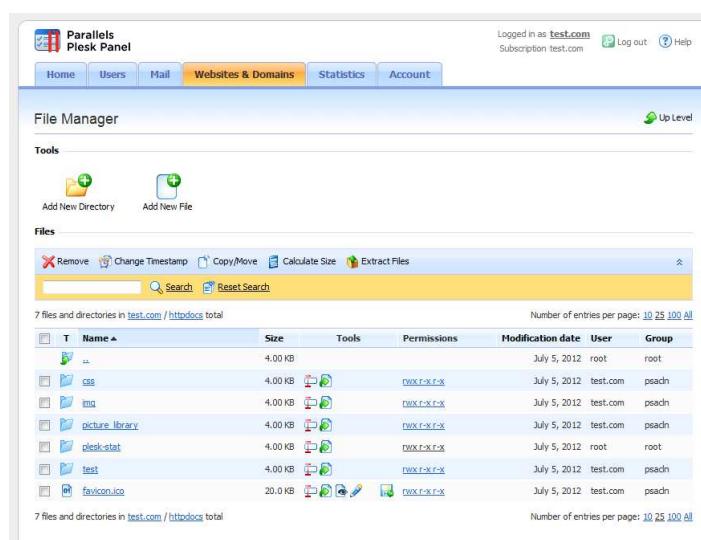 Parallels
Plesk Panel
Logged in as test.com
Subscription test.com
Log out
Help
Home Users Mail Websites & Domains Statistics Account
File Manager
Up Level
Tools
Add New Directory Add New File
Files
Remove Change Timestamp Copy/Move Calculate Size Extract Files
Search Reset Search
7 files and directories in test.com / httpdocs total Number of entries per page: 10 25 100 All
T Name Size Tools Permissions Modification date User Group
.. 4.00 KB July 5, 2012 root root
css 4.00 KB rwx r-x r-x July 5, 2012 test.com psacln
img 4.00 KB rwx r-x r-x July 5, 2012 test.com psacln
picture_library 4.00 KB rwx r-x r-x July 5, 2012 test.com psacln
plesk-stat 4.00 KB rwx r-x r-x July 5, 2012 root root
test 4.00 KB rwx r-x r-x July 5, 2012 test.com psacln
favicon.ico 20.0 KB rwx r-x r-x July 5, 2012 test.com psacln
7 files and directories in test.com / httpdocs total Number of entries per page: 10 25 100 All